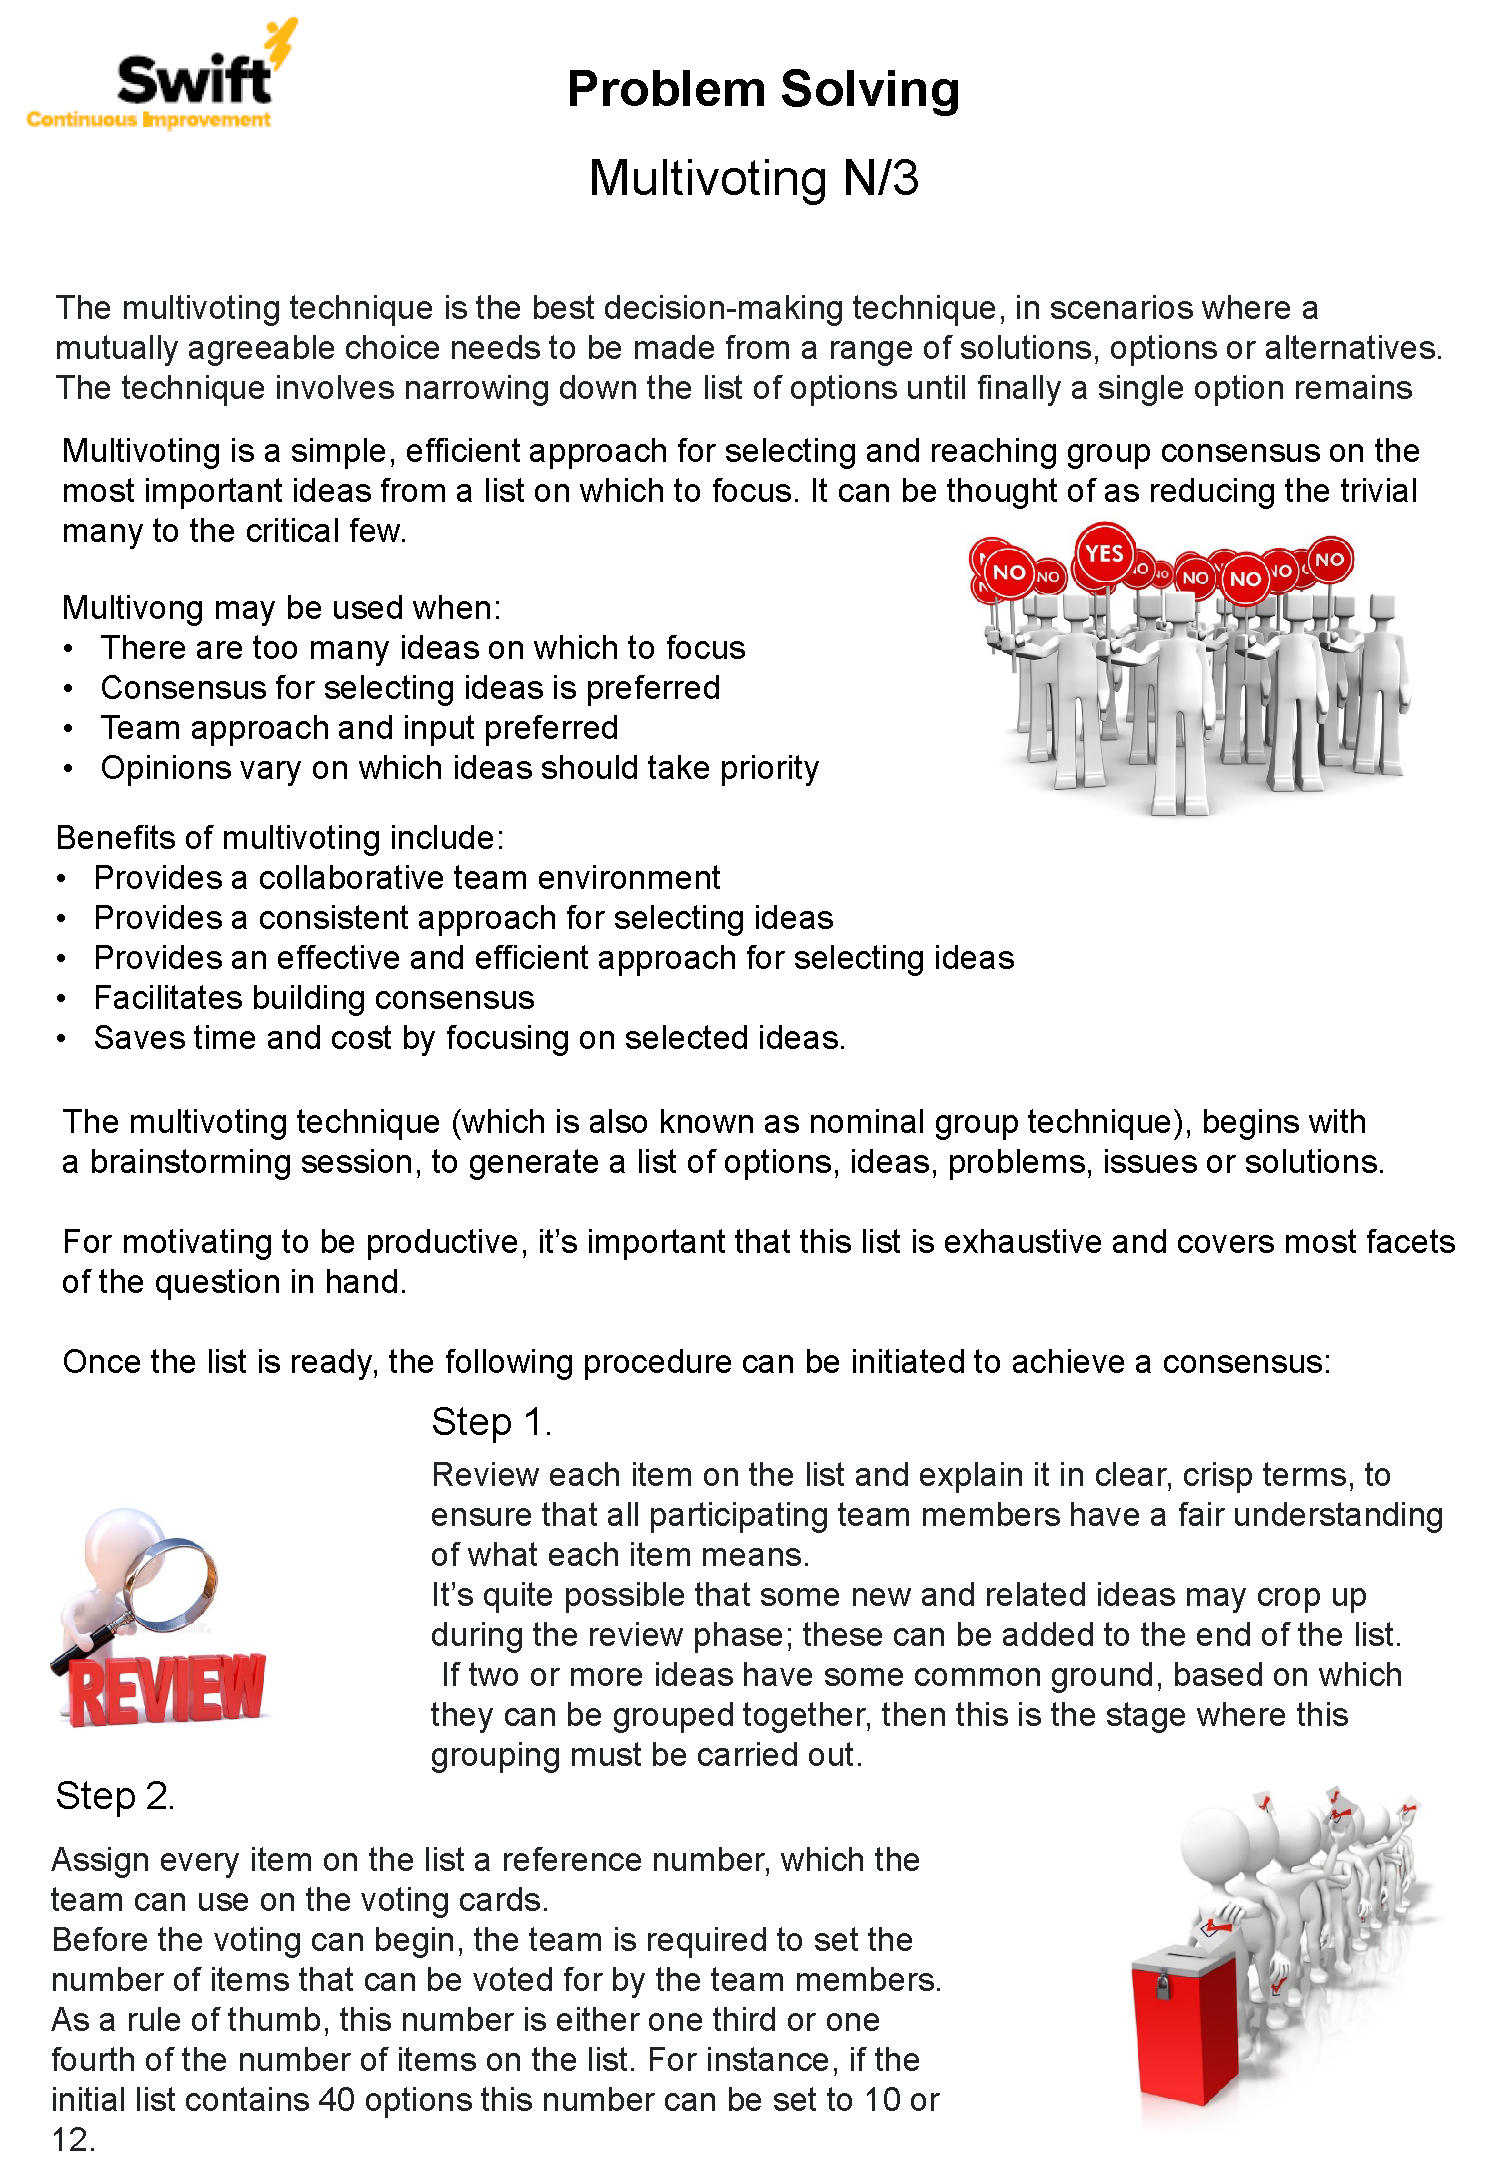 Swift
Continuous Improvement
Problem Solving
Multivoting N/3
The multivoting technique is the best decision-making technique, in scenarios where a
mutually agreeable choice needs to be made from a range of solutions, options or alternatives.
The technique involves narrowing down the list of options until finally a single option remains
Multivoting is a simple, efficient approach for selecting and reaching group consensus on the
most important ideas from a list on which to focus. It can be thought of as reducing the trivial
many to the critical few.
NO
NO
YES
NO
NO
NO
NO
NO
NO
Multivong may be used when:
• There are too many ideas on which to focus
• Consensus for selecting ideas is preferred
• Team approach and input preferred
• Opinions vary on which ideas should take priority
Benefits of multivoting include:
• Provides a collaborative team environment
• Provides a consistent approach for selecting ideas
• Provides an effective and efficient approach for selecting ideas
• Facilitates building consensus
• Saves time and cost by focusing on selected ideas.
The multivoting technique (which is also known as nominal group technique), begins with
a brainstorming session, to generate a list of options, ideas, problems, issues or solutions.
For motivating to be productive, it’s important that this list is exhaustive and covers most facets
of the question in hand.
Once the list is ready, the following procedure can be initiated to achieve a consensus:
Step 1.
Review each item on the list and explain it in clear, crisp terms, to
ensure that all participating team members have a fair understanding
of what each item means.
It’s quite possible that some new and related ideas may crop up
during the review phase; these can be added to the end of the list.
If two or more ideas have some common ground, based on which
they can be grouped together, then this is the stage where this
grouping must be carried out.
REVIEW
Step 2.
Assign every item on the list a reference number, which the
team can use on the voting cards.
Before the voting can begin, the team is required to set the
number of items that can be voted for by the team members.
As a rule of thumb, this number is either one third or one
fourth of the number of items on the list. For instance, if the
initial list contains 40 options this number can be set to 10 or
12.